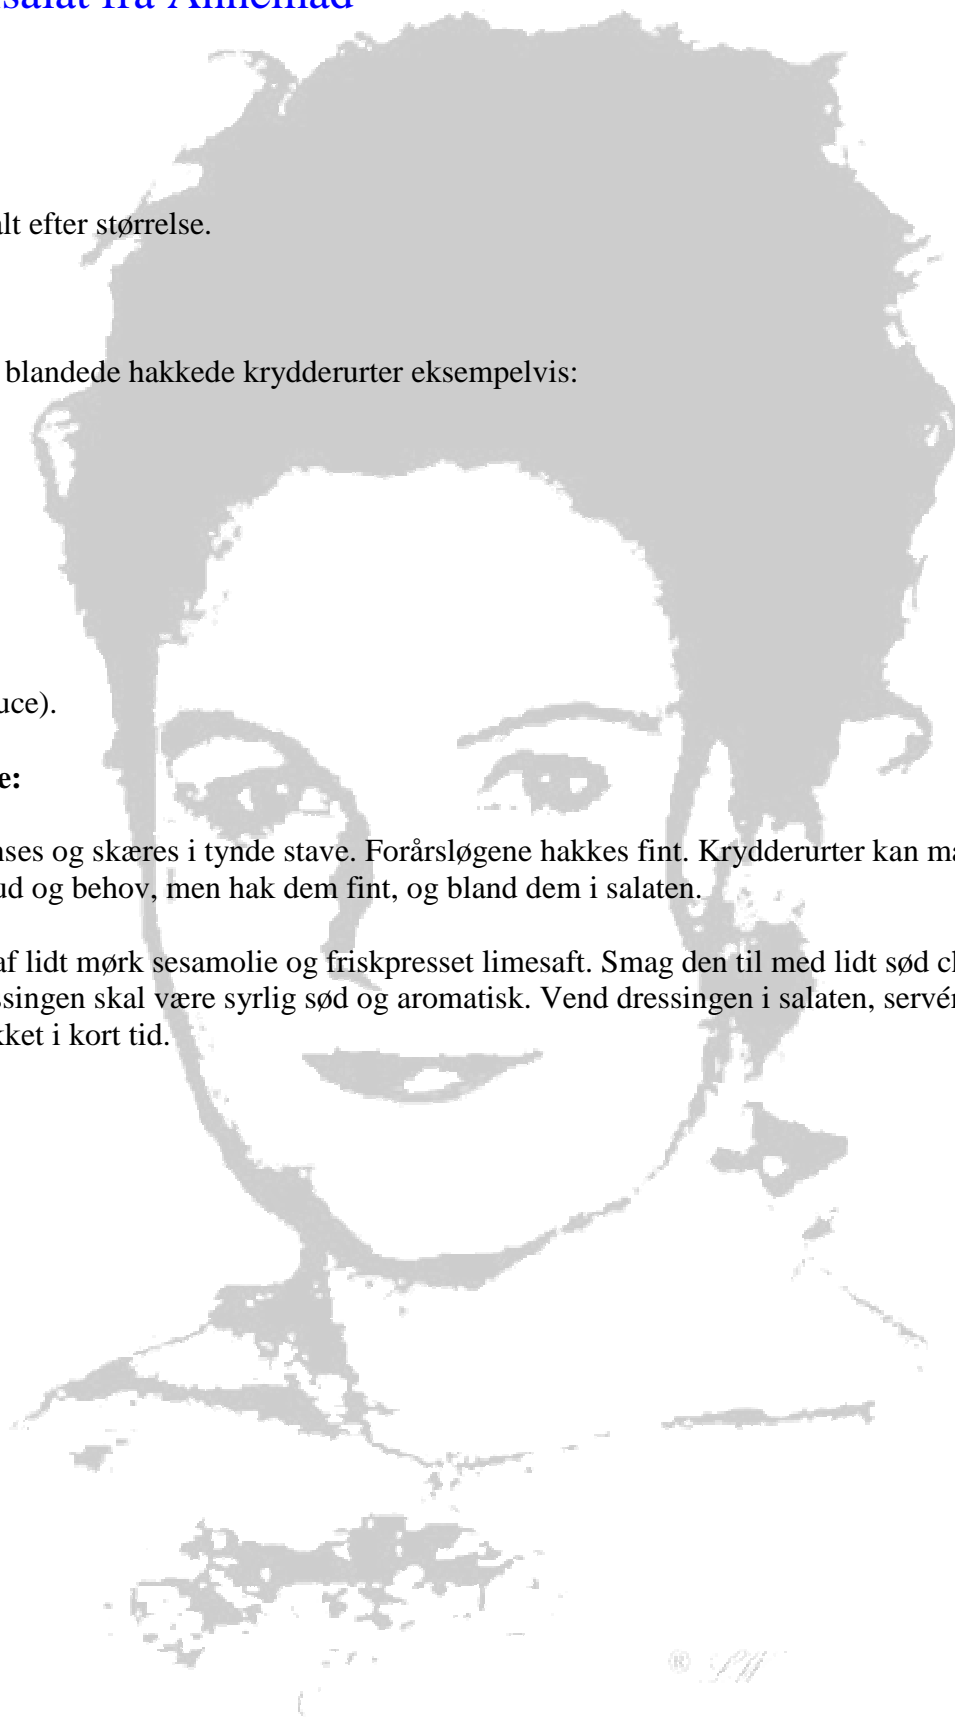 salat fra Annemad
alt efter størrelse.
blandede hakkede krydderurter eksempelvis:
uce).
e:
nses og skæres i tynde stave. Forårsløgene hakkes fint. Krydderurter kan ma
ud og behov, men hak dem fint, og bland dem i salaten.
af lidt mørk sesamolie og friskpresset limesaft. Smag den til med lidt sød c
ssingen skal være syrlig sød og aromatisk. Vend dressingen i salaten, servér
kket i kort tid.
®